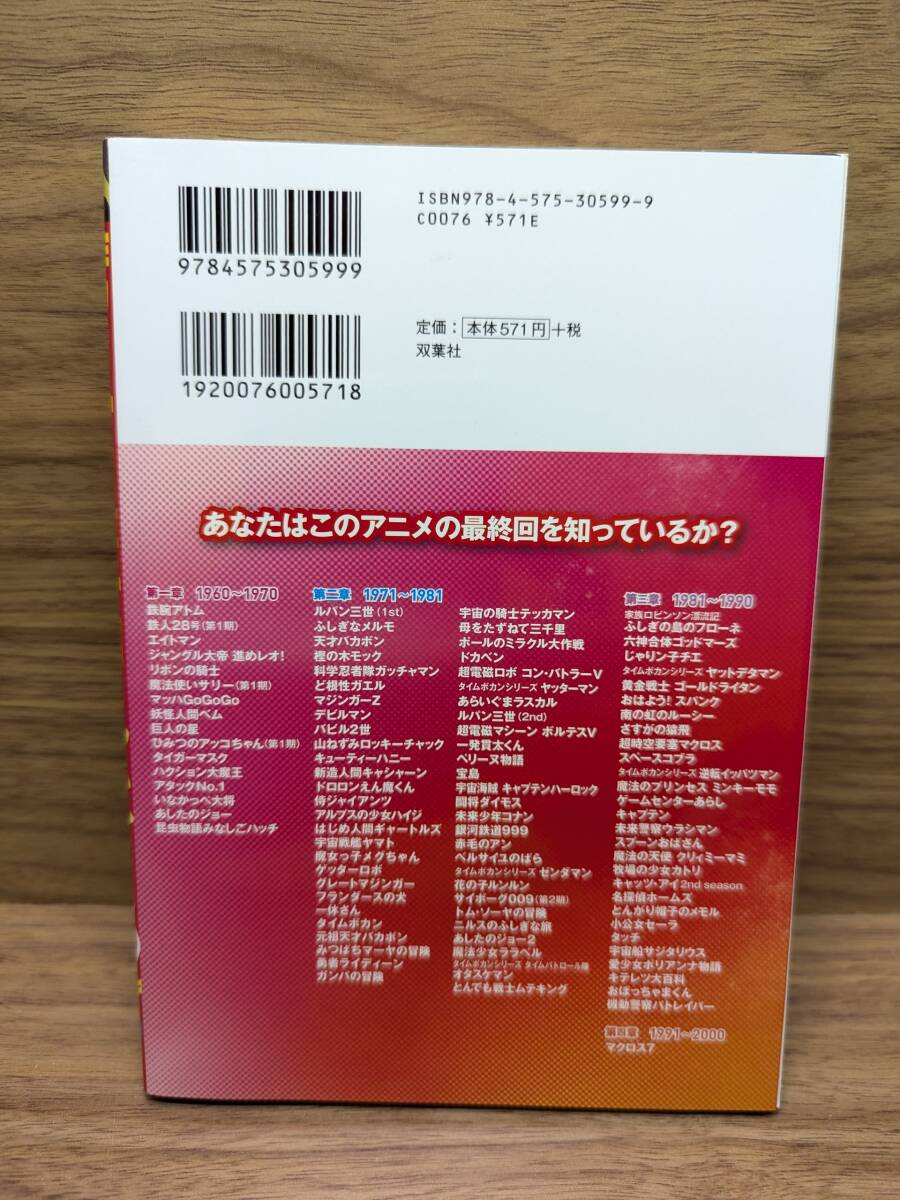 ISBN978-4-575-30599-9
C0076 ¥571E
9784575305999
定価：本体571円＋税
双葉社
1920076005718
あなたはこのアニメの最終回を知っているか？
第一章 1960～1970
鉄腕アトム
鉄人28号(第1期)
エイトマン
ジャングル大帝 進めレオ！
リボンの騎士
魔法使いサリー(第1期)
マッハGoGoGo
妖怪人間ベム
巨人の星
ひみつのアッコちゃん(第1期)
タイガーマスク
ハクション大魔王
アタックNo.1
いなかっぺ大将
あしたのジョー
昆虫物語みなしごハッチ
第二章 1971～1981
ルパン三世(1st)
ふしぎなメルモ
天才バカボン
樫の木モック
科学忍者隊ガッチャマン
ど根性ガエル
マジンガーZ
デビルマン
バビル2世
山ねずみロッキーチャック
キューティーハニー
新造人間キャシャーン
ドロロンえん魔くん
侍ジャイアンツ
アルプスの少女ハイジ
はじめ人間ギャートルズ
宇宙戦艦ヤマト
魔女っ子メグちゃん
ゲッターロボ
グレートマジンガー
フランダースの犬
一休さん
タイムボカン
元祖天才バカボン
みつばちマーヤの冒険
勇者ライディーン
ガンバの冒険
宇宙の騎士テッカマン
母をたずねて三千里
ポールのミラクル大作戦
ドカベン
超電磁ロボ コン・バトラーV
タイムボカンシリーズ ヤッターマン
あらいぐまラスカル
ルパン三世(2nd)
超電磁マシーン ボルテスV
一発貫太くん
ペリーヌ物語
宝島
宇宙海賊 キャプテンハーロック
闘将ダイモス
未来少年コナン
銀河鉄道999
赤毛のアン
ベルサイユのばら
タイムボカンシリーズ ゼンダマン
花の子ルンルン
サイボーグ009(第2期)
トム・ソーヤの冒険
ニルスのふしぎな旅
あしたのジョー2
魔法少女ララベル
タイムボカンシリーズ タイムパトロール隊
オタスケマン
とんでも戦士ムテキング
第三章 1981～1990
家族ロビンソン漂流記
ふしぎな島のフローネ
六神合体ゴッドマーズ
じゃりン子チエ
タイムボカンシリーズ ヤットデタマン
黄金戦士 ゴールドライタン
おはよう！スパンク
南の虹のルーシー
さすがの猿飛
超時空要塞マクロス
スペースコブラ
タイムボカンシリーズ 逆転イッパツマン
魔法のプリンセス ミンキーモモ
ゲームセンターあらし
キャプテン
未来警察ウラシマン
スプーンおばさん
魔法の天使 クリィミーマミ
牧場の少女カトリ
キャッツ・アイ2nd season
名探偵ホームズ
とんがり帽子のメモル
小公女セーラ
タッチ
宇宙船サジタリウス
愛少女ポリアンナ物語
キテレツ大百科
おぼっちゃまくん
機動警察パトレイバー
第四章 1991～2000
マクロス7